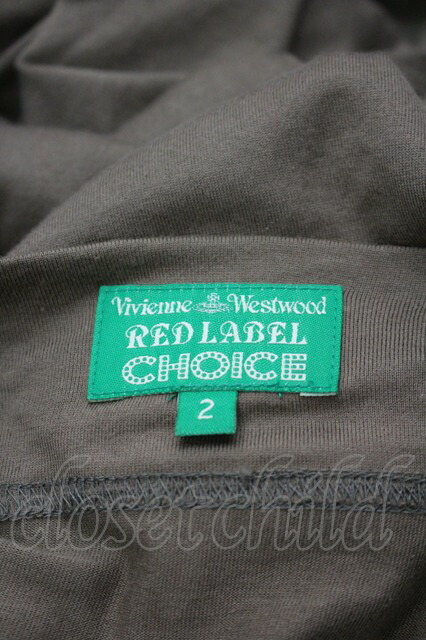 Vivienne Westwood
RED LABEL
CHOICE
2
closet child